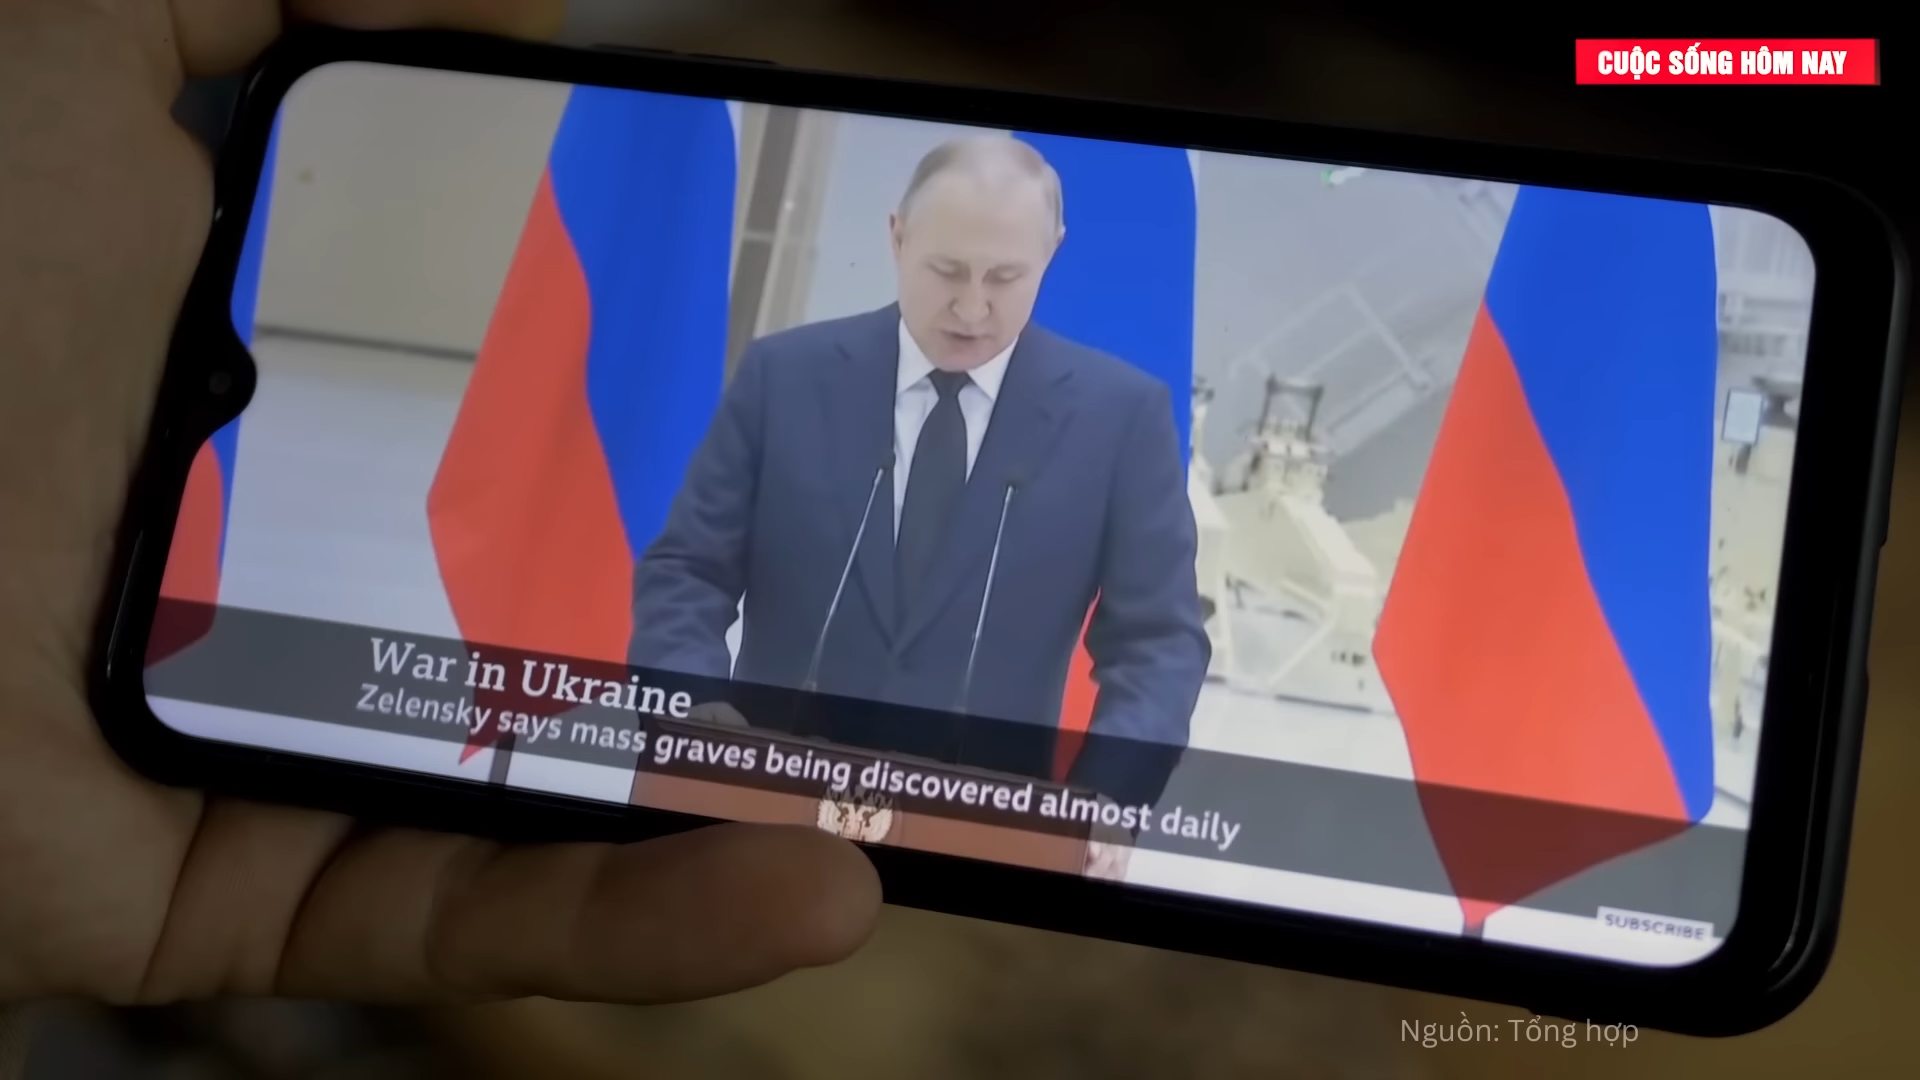 CUỘC SỐNG HÔM NAY
War in Ukraine
Zelensky says mass graves being discovered almost daily
SUBSCRIBE
Nguồn: Tổng hợp